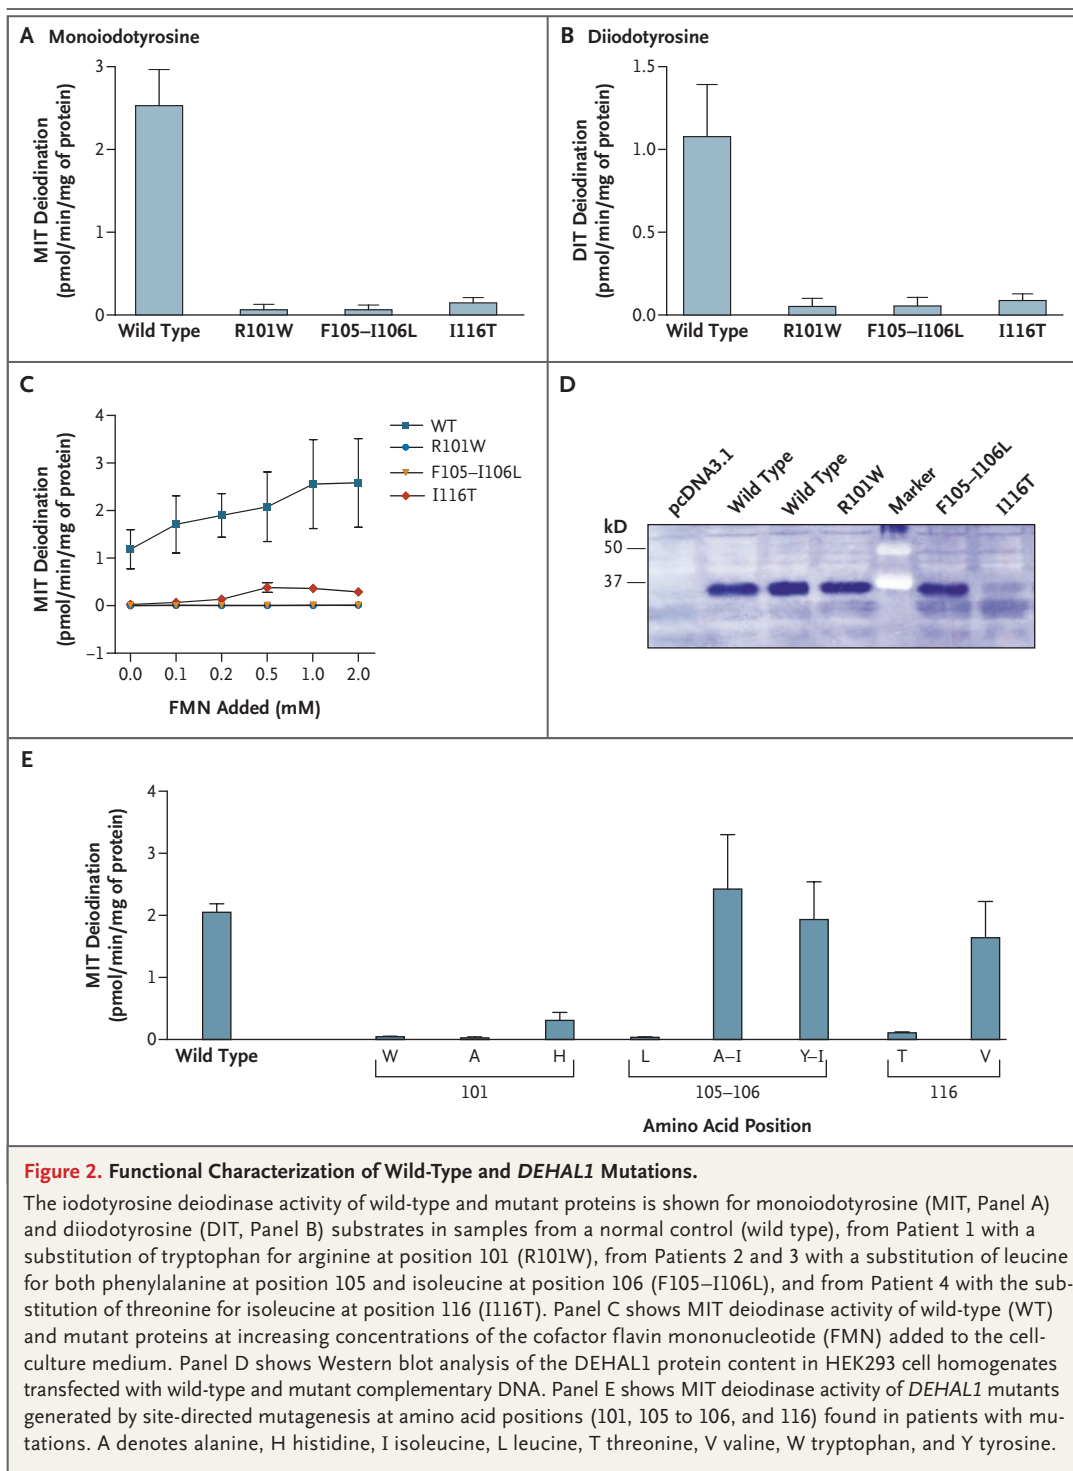 A Monoiodotyrosine
MIT Deiodination
(pmol/min/mg of protein)
3
2
1
0
Wild Type R101W F105–I106L I116T
B Diiodotyrosine
DIT Deiodination
(pmol/min/mg of protein)
1.5
1.0
0.5
0.0
Wild Type R101W F105–I106L I116T
C
MIT Deiodination
(pmol/min/mg of protein)
4
3
2
1
0
–1
0.0 0.1 0.2 0.5 1.0 2.0
FMN Added (mM)
WT
R101W
F105–I106L
I116T
D
pcDNA3.1
Wild Type
Wild Type
R101W
Marker
F105–I106L
I116T
kD
50
37
E
MIT Deiodination
(pmol/min/mg of protein)
4
3
2
1
0
Wild Type W A H L A–I Y–I T V
101 105–106 116
Amino Acid Position
Figure 2. Functional Characterization of Wild-Type and DEHAL1 Mutations.
The iodotyrosine deiodinase activity of wild-type and mutant proteins is shown for monoiodotyrosine (MIT, Panel A)
and diiodotyrosine (DIT, Panel B) substrates in samples from a normal control (wild type), from Patient 1 with a
substitution of tryptophan for arginine at position 101 (R101W), from Patients 2 and 3 with a substitution of leucine
for both phenylalanine at position 105 and isoleucine at position 106 (F105–I106L), and from Patient 4 with the sub-
stitution of threonine for isoleucine at position 116 (I116T). Panel C shows MIT deiodinase activity of wild-type (WT)
and mutant proteins at increasing concentrations of the cofactor flavin mononucleotide (FMN) added to the cell-
culture medium. Panel D shows Western blot analysis of the DEHAL1 protein content in HEK293 cell homogenates
transfected with wild-type and mutant complementary DNA. Panel E shows MIT deiodinase activity of DEHAL1 mutants
generated by site-directed mutagenesis at amino acid positions (101, 105 to 106, and 116) found in patients with mu-
tations. A denotes alanine, H histidine, I isoleucine, L leucine, T threonine, V valine, W tryptophan, and Y tyrosine.